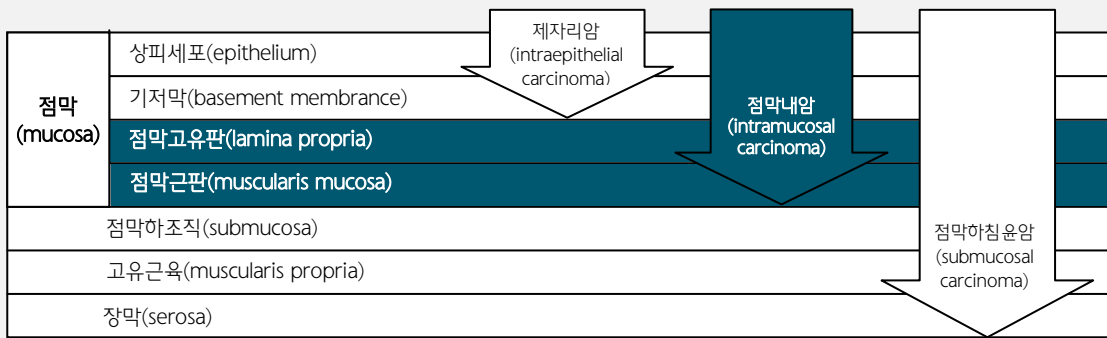 점막
(mucosa)
상피세포(epithelium)
기저막(basement membrance)
점막고유판(lamina propria)
점막근판(muscularis mucosa)
점막하조직(submucosa)
고유근육(muscularis propria)
장막(serosa)
제자리암
(intraepithelial
carcinoma)
점막내암
(intramucosal
carcinoma)
점막하침윤암
(submucosal
carcinoma)